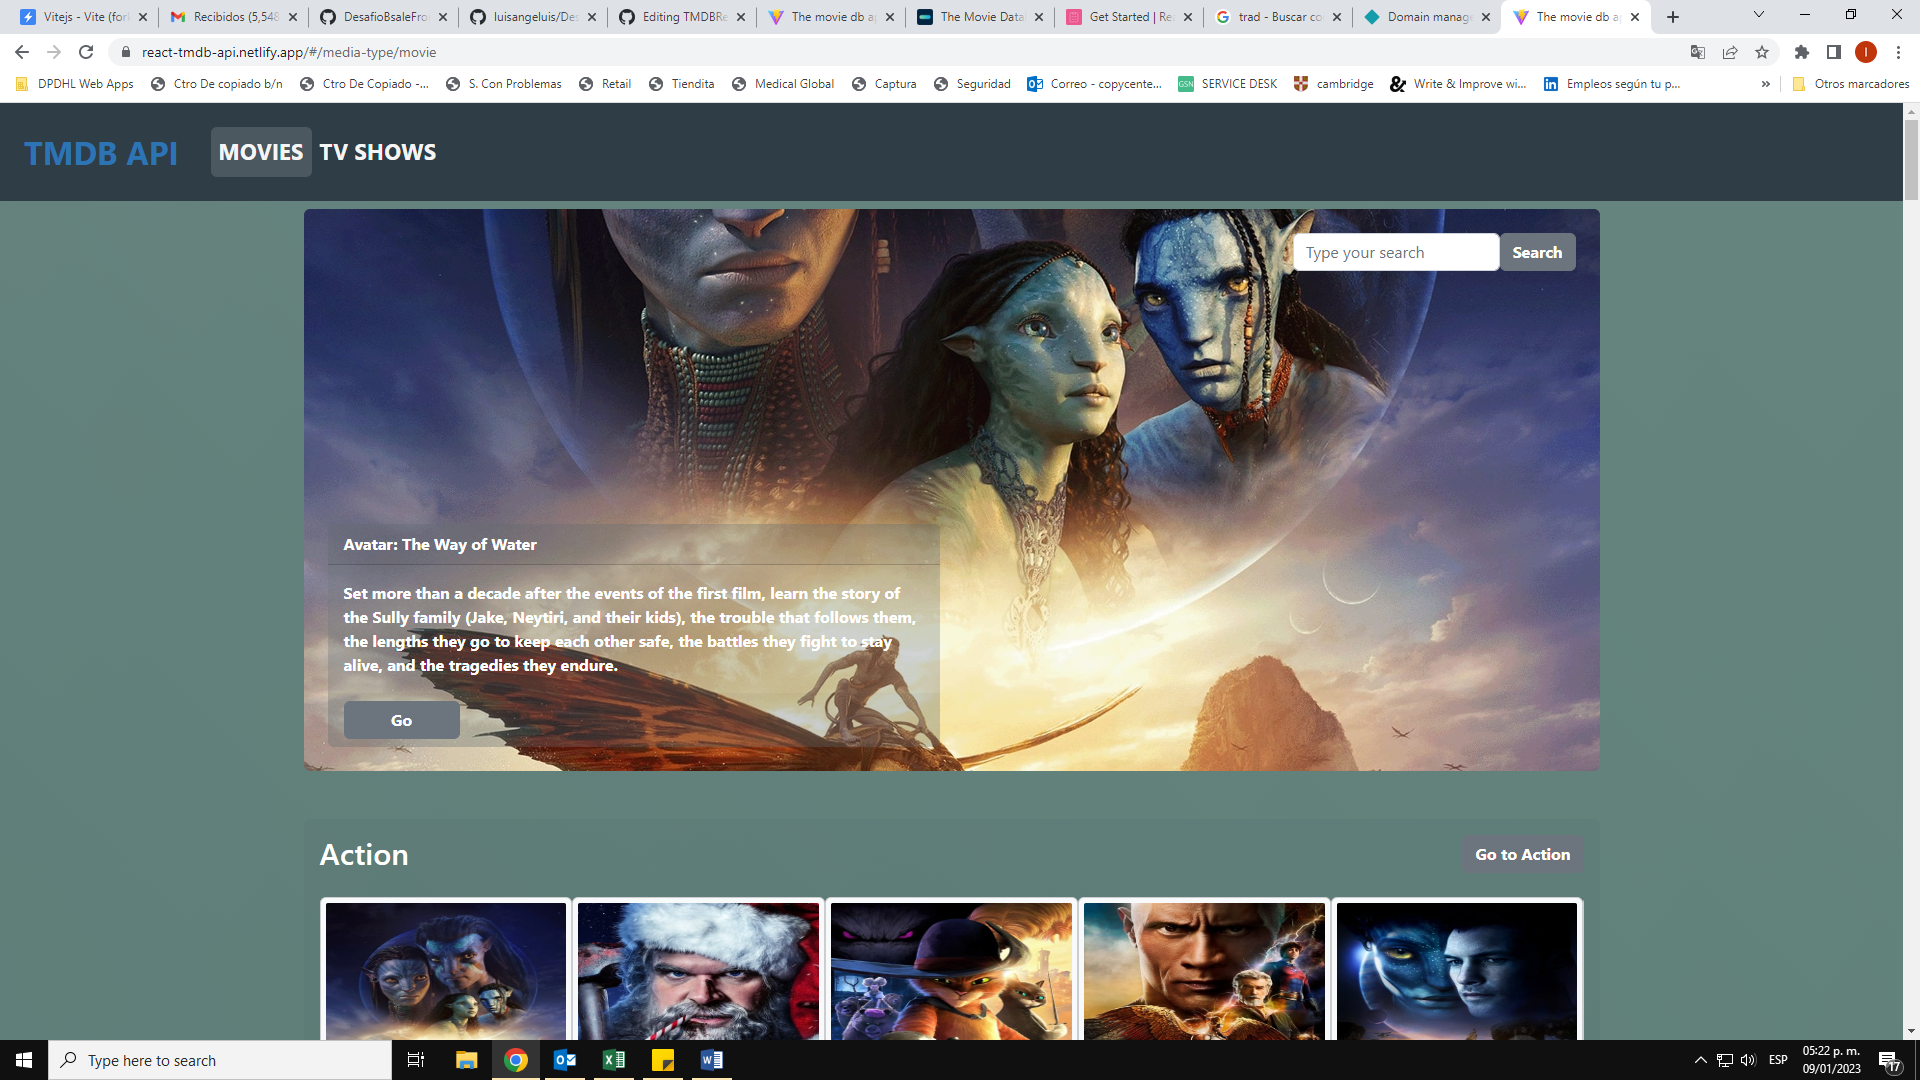 Vitejs - Vite (for
Recibidos (5,548
DesafioBsaleFro
luisangeluis/De
Editing TMDBRe
The movie db a
The Movie Data
Get Started | Re
trad - Buscar co
Domain manag
The movie db a
react-tmdb-api.netlify.app/#/media-type/movie
I
DPDHL Web Apps
Ctro De copiado b/n
Ctro De Copiado -...
S. Con Problemas
Retail
Tiendita
Medical Global
Captura
Seguridad
Correo - copycente...
GSN
SERVICE DESK
cambridge
Write & Improve wi...
Empleos según tu p...
»
Otros marcadores
TMDB API
MOVIES
TV SHOWS
Type your search
Search
Avatar: The Way of Water
Set more than a decade after the events of the first film, learn the story of
the Sully family (Jake, Neytiri, and their kids), the trouble that follows them,
the lengths they go to keep each other safe, the battles they fight to stay
alive, and the tragedies they endure.
Go
Action
Go to Action
Type here to search
ESP
05:22 p. m.
09/01/2023
17